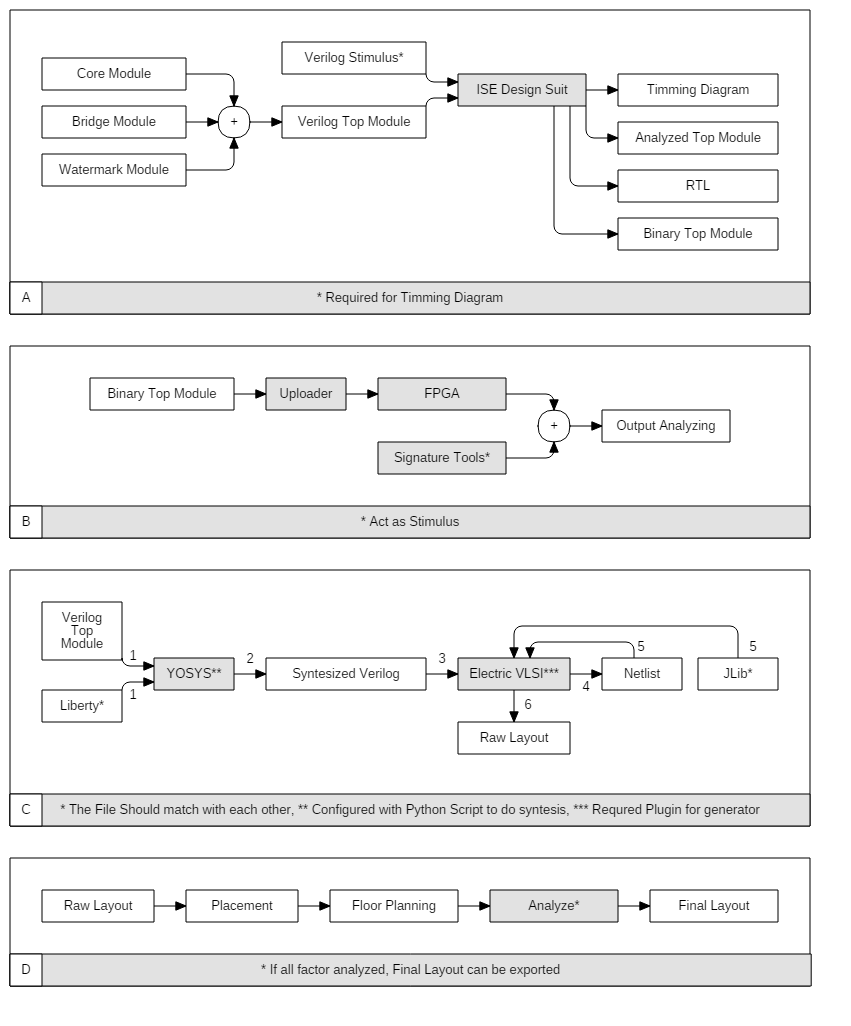 Verilog Stimulus*
Core Module
ISE Design Suit
Timming Diagram
Bridge Module
+
Verilog Top Module
Analyzed Top Module
Watermark Module
RTL
Binary Top Module
A
* Required for Timming Diagram
Binary Top Module
Uploader
FPGA
+
Output Analyzing
Signature Tools*
B
* Act as Stimulus
Verilog
Top
Module
1
2
3
5
5
YOSYS**
Syntesized Verilog
Electric VLSI***
Netlist
JLib*
1
4
Liberty*
6
Raw Layout
C
* The File Should match with each other, ** Configured with Python Script to do syntesis, *** Requred Plugin for generator
Raw Layout
Placement
Floor Planning
Analyze*
Final Layout
D
* If all factor analyzed, Final Layout can be exported